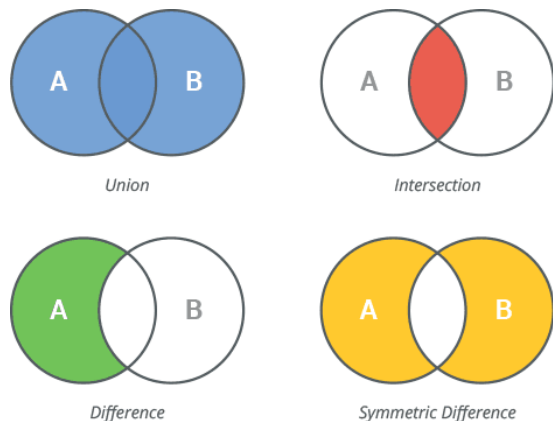 A B
A B
Union
Intersection
A B
A B
Difference
Symmetric Difference